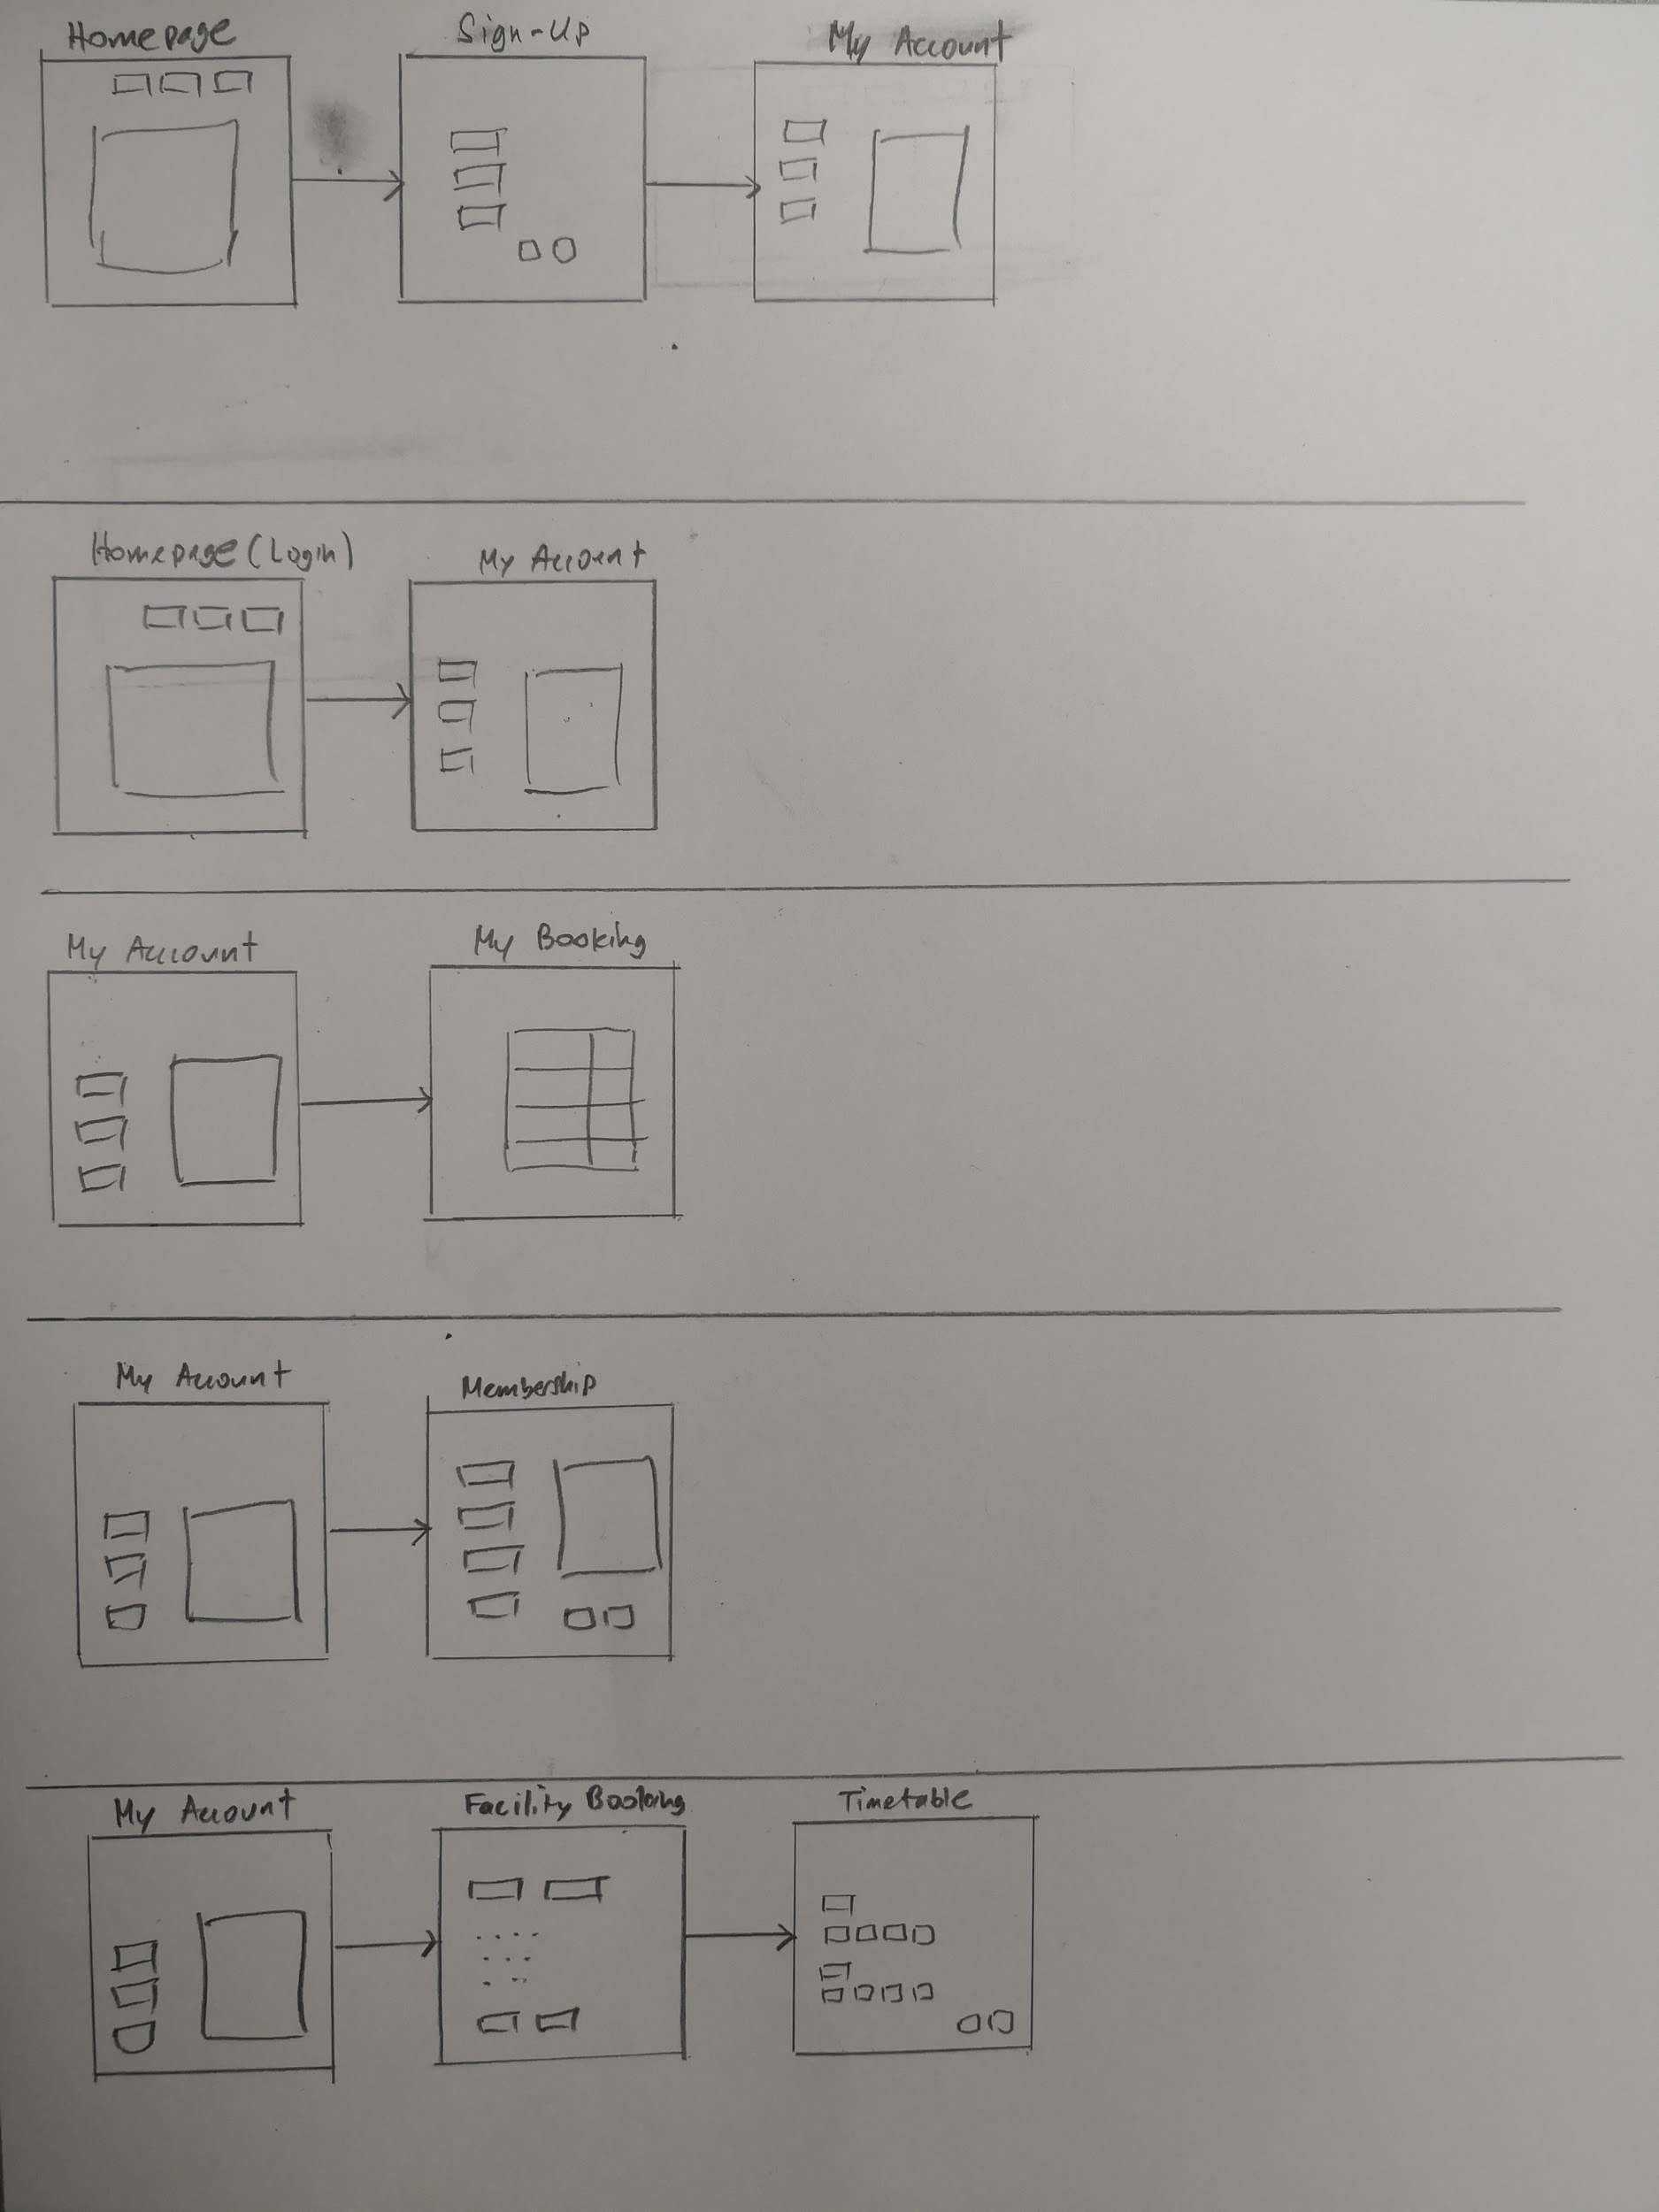 Homepage
Sign-Up
My Account
Homepage (Login)
My Account
My Account
My Booking
My Account
Membership
My Account
Facility Booking
Timetable